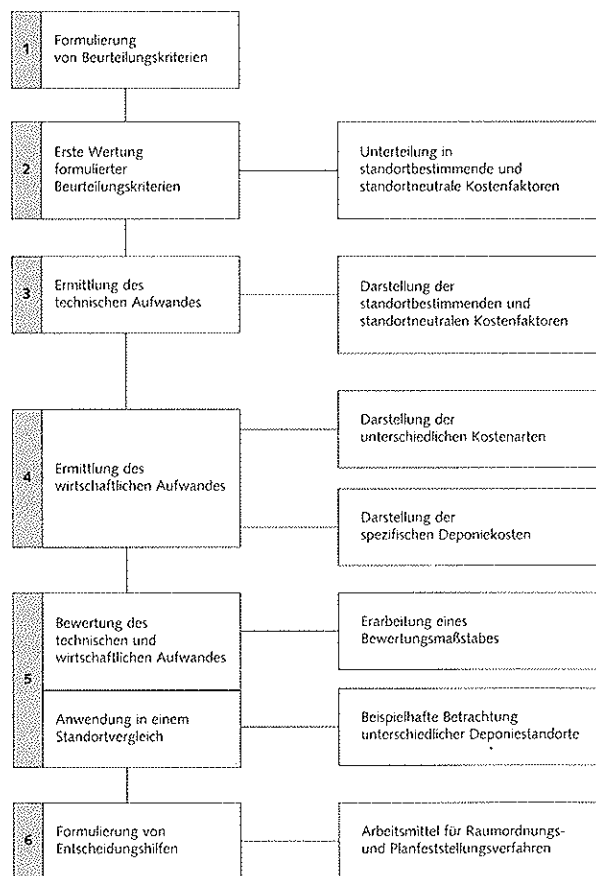 1
Formulierung
von Beurteilungskriterien
2
Erste Wertung
formulierter
Beurteilungskriterien
Unterteilung in
standortbestimmende und
standortneutrale Kostenfaktoren
3
Ermittlung des
technischen Aufwandes
Darstellung der
standortbestimmenden und
standortneutralen Kostenfaktoren
4
Ermittlung des
wirtschaftlichen Aufwandes
Darstellung der
unterschiedlichen Kostenarten
Darstellung der
spezifischen Deponiekosten
5
Bewertung des
technischen und
wirtschaftlichen Aufwandes
Erarbeitung eines
Bewertungsmaßstabes
Anwendung in einem
Standortvergleich
Beispielhafte Betrachtung
unterschiedlicher Deponiestandorte
6
Formulierung von
Entscheidungshilfen
Arbeitsmittel für Raumordnungs-
und Planfeststellungsverfahren